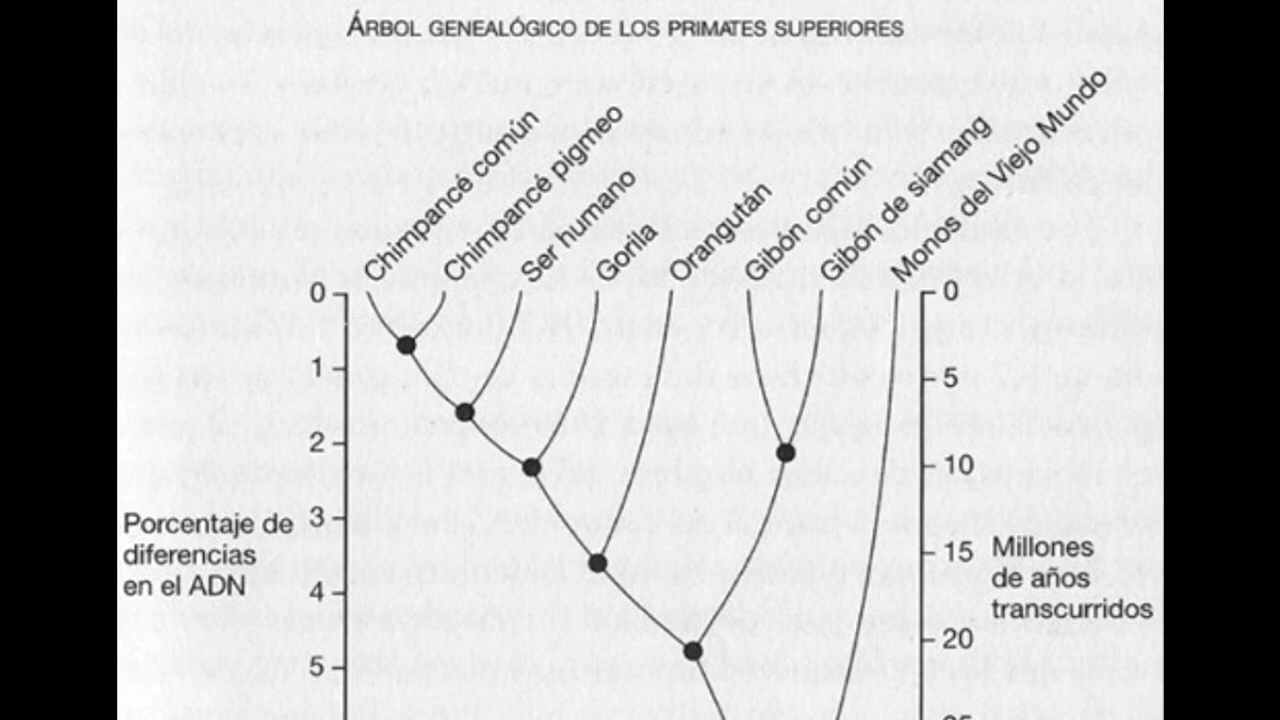 ÁRBOL GENEALÓGICO DE LOS PRIMATES SUPERIORES
Chimpancé común
Chimpancé pigmeo
Ser humano
Gorila
Orangután
Gibón común
Gibón de siamang
Monos del Viejo Mundo
0
1
2
3
4
5
Porcentaje de
diferencias
en el ADN
0
5
10
15
20
25
Millones
de años
transcurridos